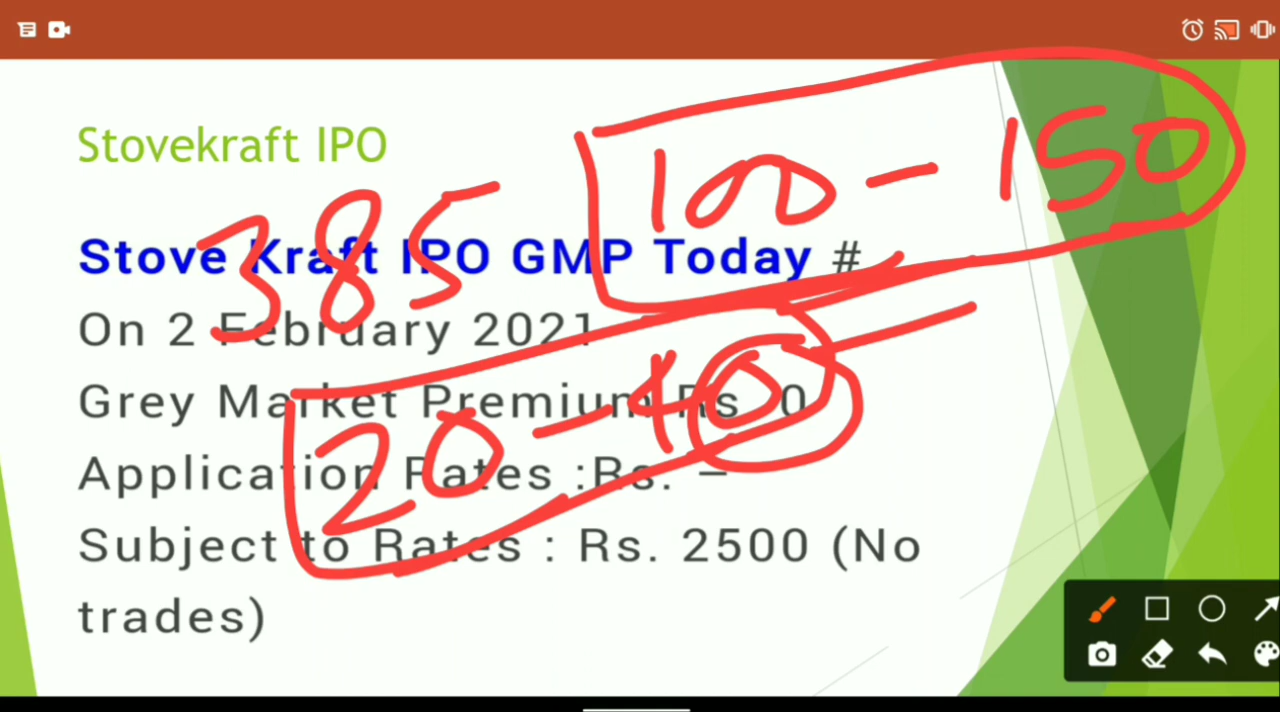 Stovekraft IPO
100 - 150
385
Stove Kraft IPO GMP Today #
On 2 February 2021
Grey Market Premium Rs 0
20 - 40
Application Rates :Rs. –
Subject to Rates : Rs. 2500 (No
trades)